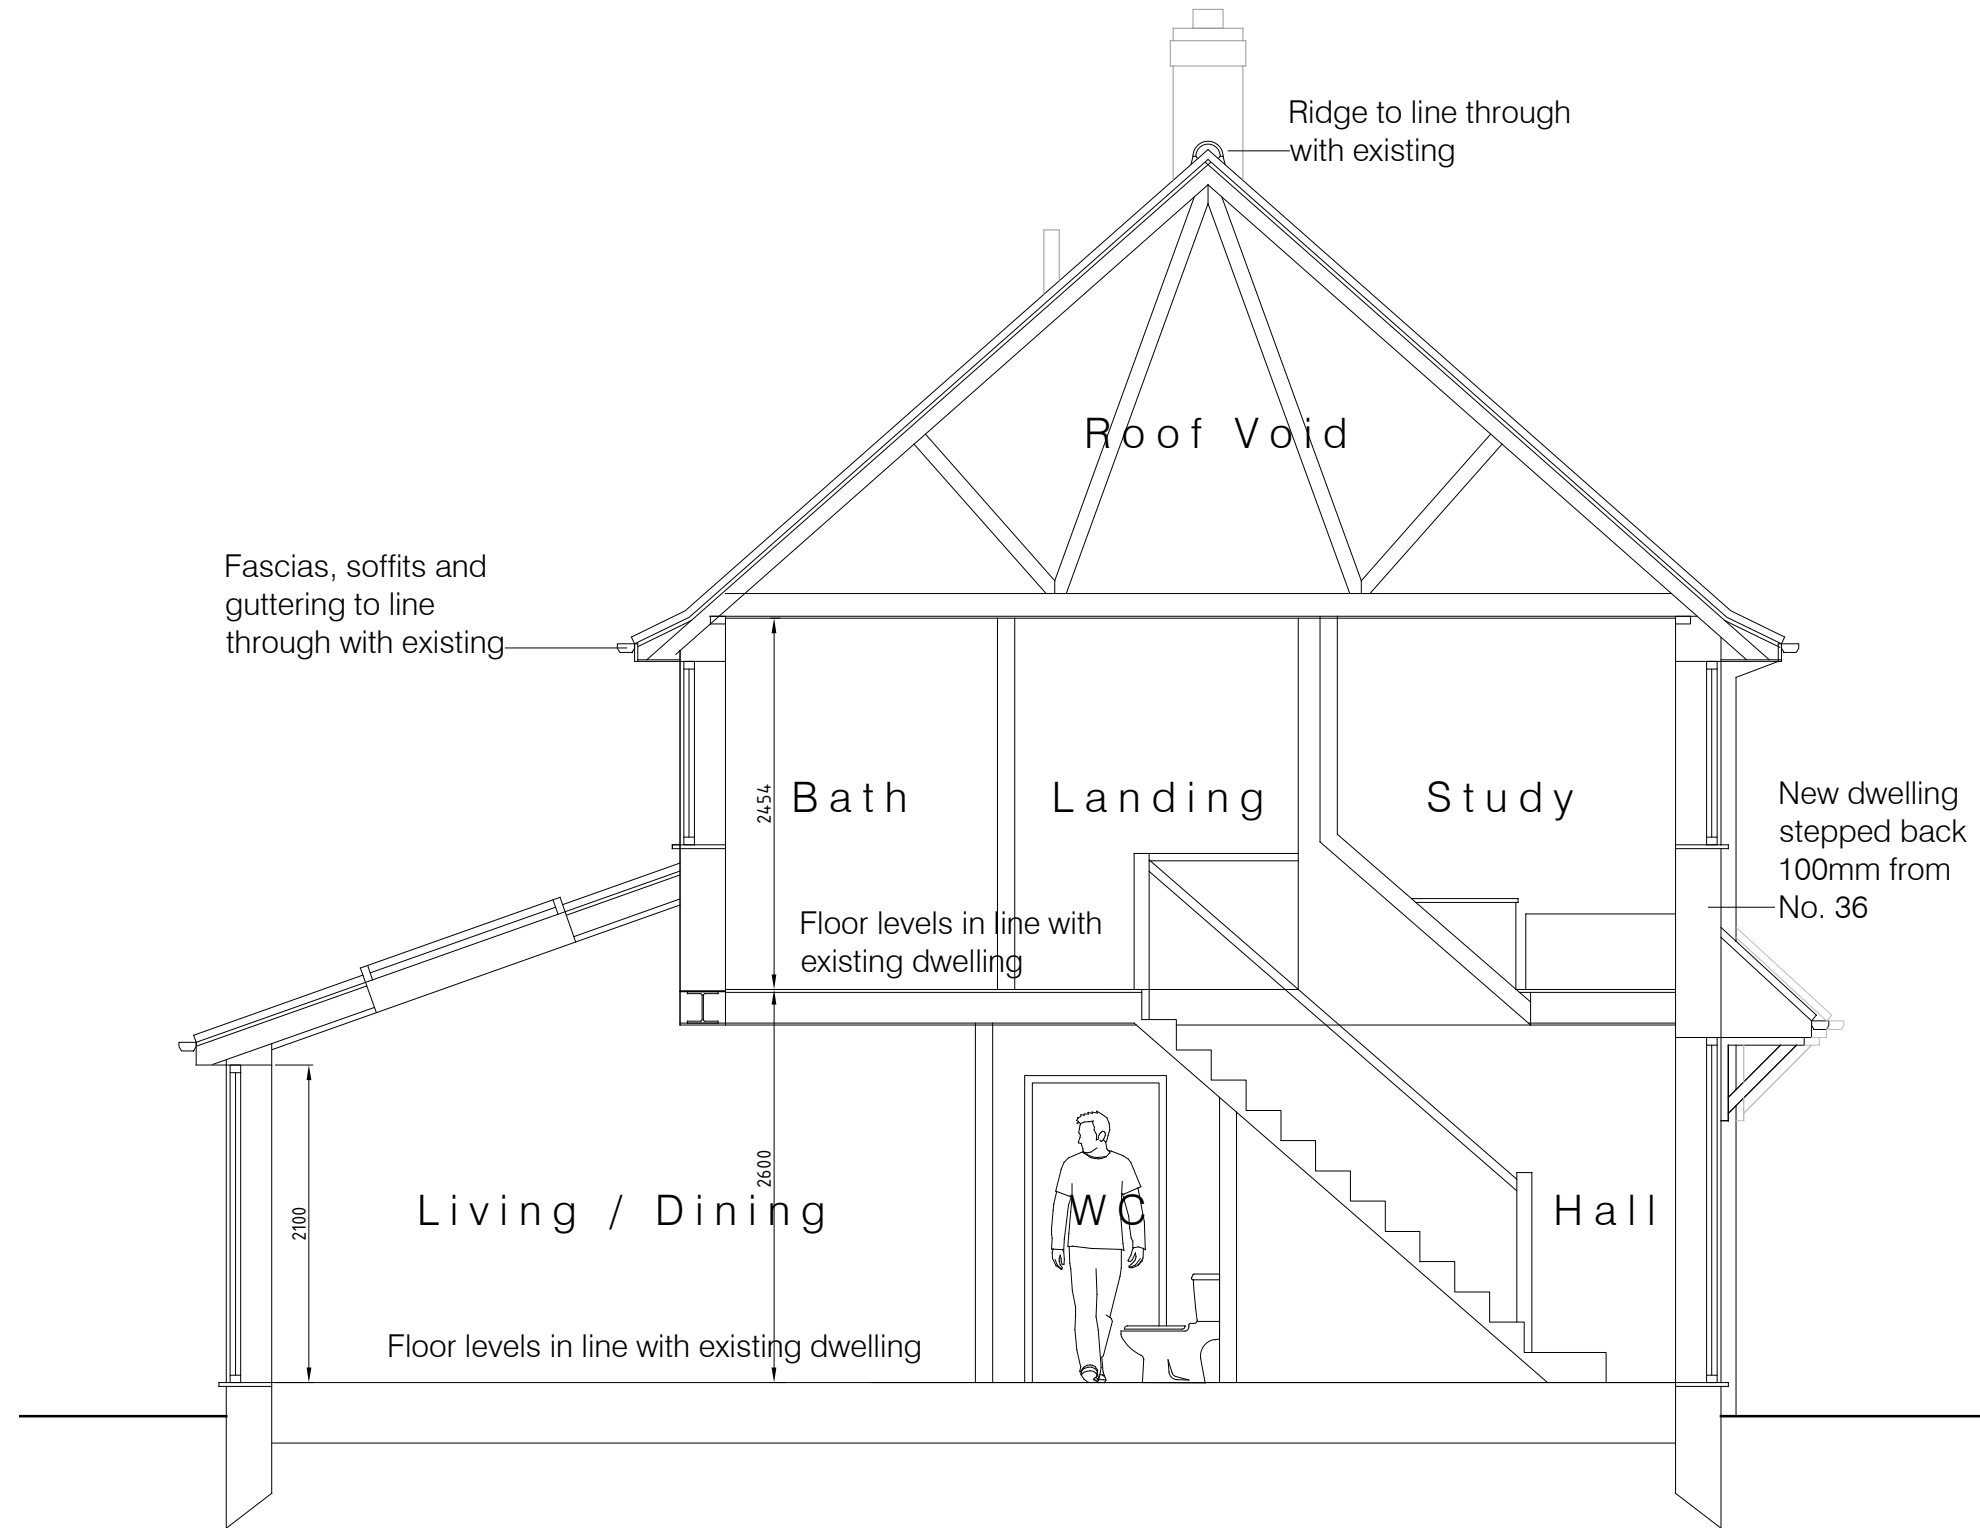 Ridge to line through
with existing
Roof Void
Fascias, soffits and
guttering to line
through with existing
2454
Bath
Landing
Study
New dwelling
stepped back
100mm from
No. 36
Floor levels in line with
existing dwelling
2100
Living / Dining
2600
WC
Hall
Floor levels in line with existing dwelling